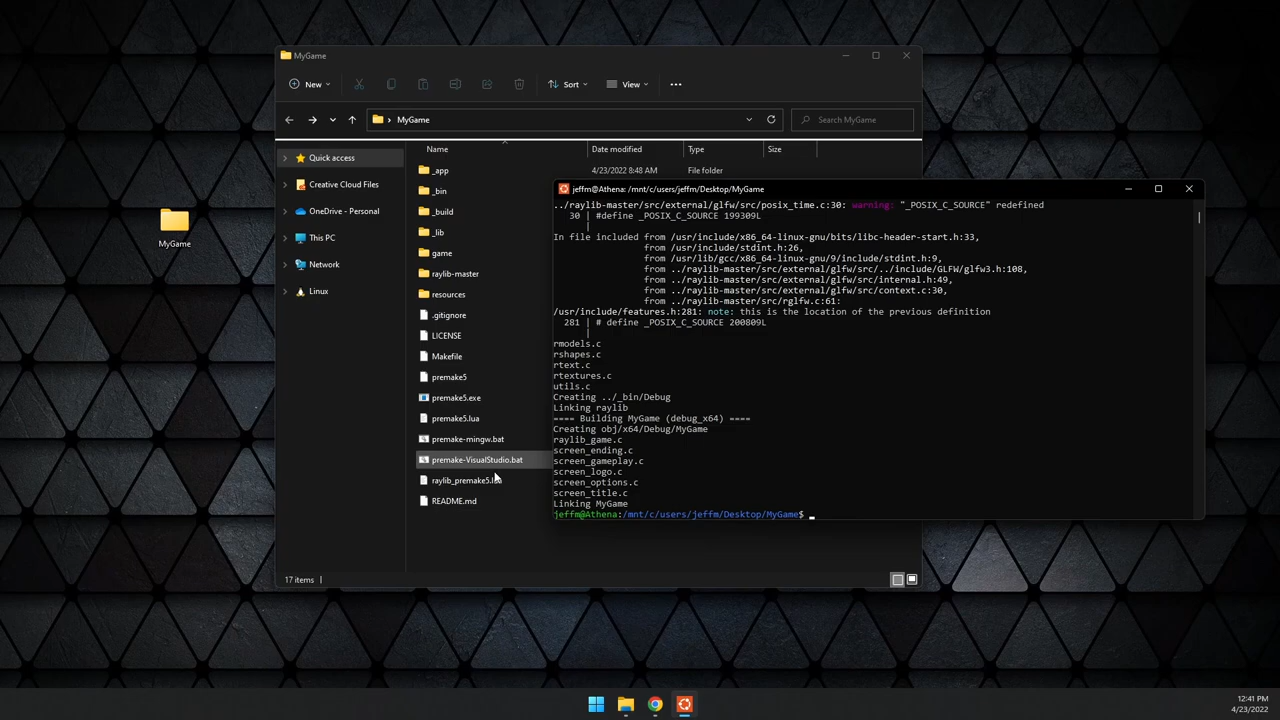 MyGame
New
Sort
View
MyGame
Search MyGame
Name
Date modified
Type
Size
Quick access
Creative Cloud Files
OneDrive - Personal
This PC
Network
Linux
_app
4/23/2022 8:48 AM
File folder
_bin
_build
_lib
game
raylib-master
resources
.gitignore
LICENSE
Makefile
premake5
premake5.exe
premake5.lua
premake-mingw.bat
premake-VisualStudio.bat
README.md
17 items
MyGame
jeffm@Athena: /mnt/c/users/jeffm/Desktop/MyGame
../raylib-master/src/external/glfw/src/posix_time.c:30: warning: "_POSIX_C_SOURCE" redefined
30 | #define _POSIX_C_SOURCE 199309L
|
In file included from /usr/include/x86_64-linux-gnu/bits/libc-header-start.h:33,
from /usr/include/stdint.h:26,
from /usr/lib/gcc/x86_64-linux-gnu/9/include/stdint.h:9,
from ../raylib-master/src/external/glfw/src/../include/GLFW/glfw3.h:108,
from ../raylib-master/src/external/glfw/src/internal.h:49,
from ../raylib-master/src/external/glfw/src/context.c:30,
from ../raylib-master/src/rglfw.c:61:
/usr/include/features.h:281: note: this is the location of the previous definition
281 | # define _POSIX_C_SOURCE 200809L
|
rmodels.c
rshapes.c
rtext.c
rtextures.c
utils.c
Creating ../_bin/Debug
Linking raylib
==== Building MyGame (debug_x64) ====
Creating obj/x64/Debug/MyGame
raylib_game.c
screen_ending.c
screen_gameplay.c
screen_logo.c
screen_options.c
screen_title.c
Linking MyGame
jeffm@Athena:/mnt/c/users/jeffm/Desktop/MyGame$
12:41 PM
4/23/2022